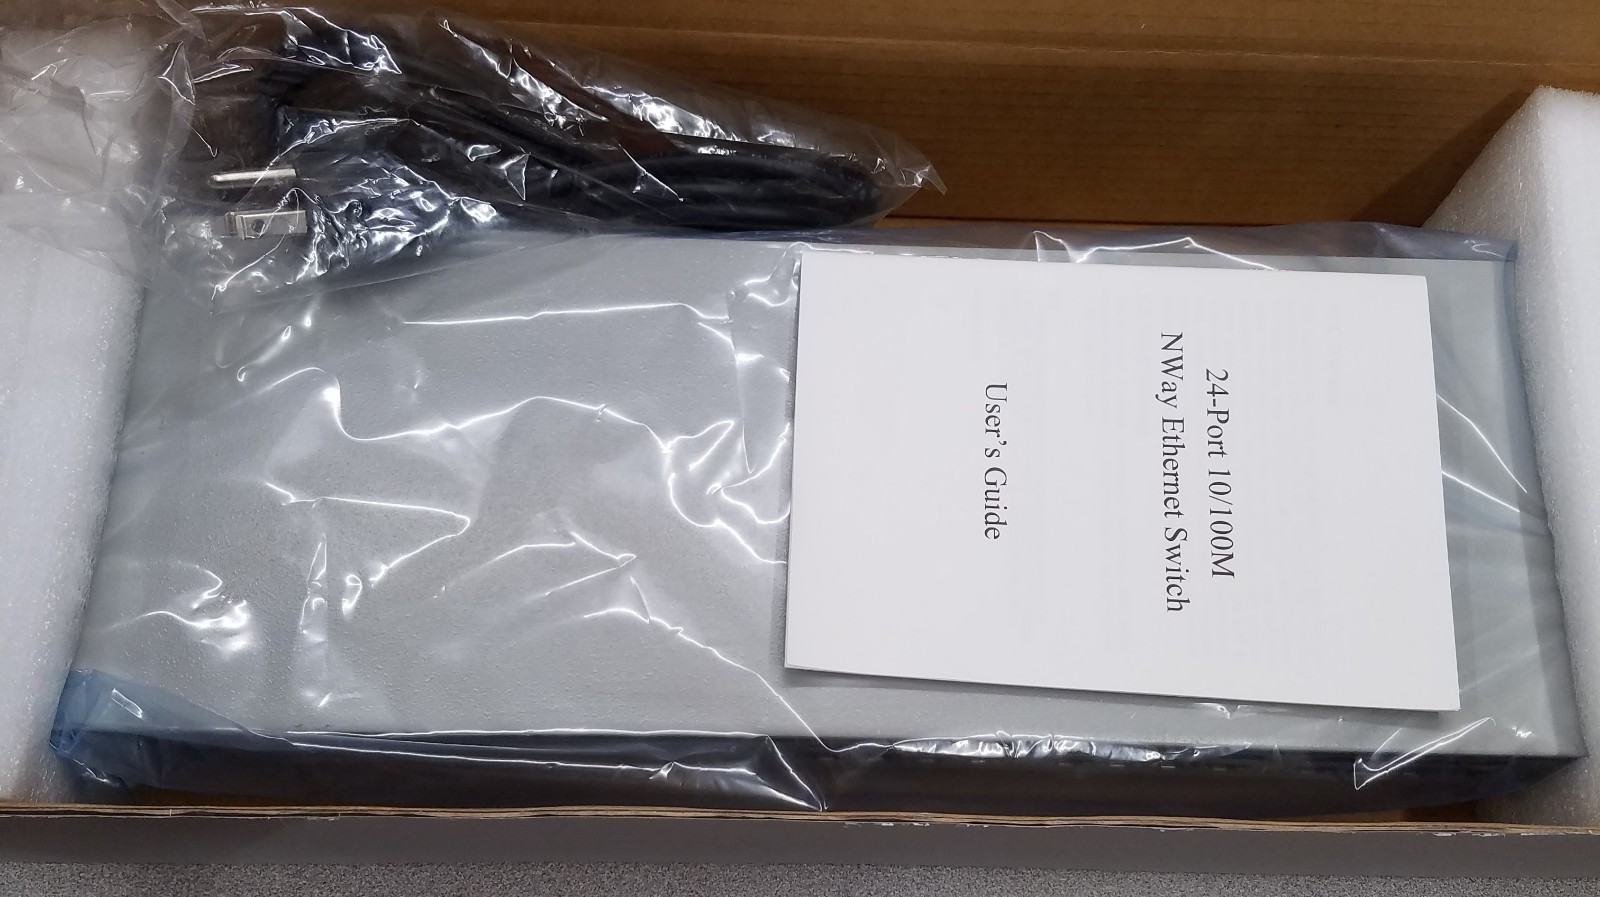 24-Port 10/100M
NWay Ethernet Switch
User's Guide